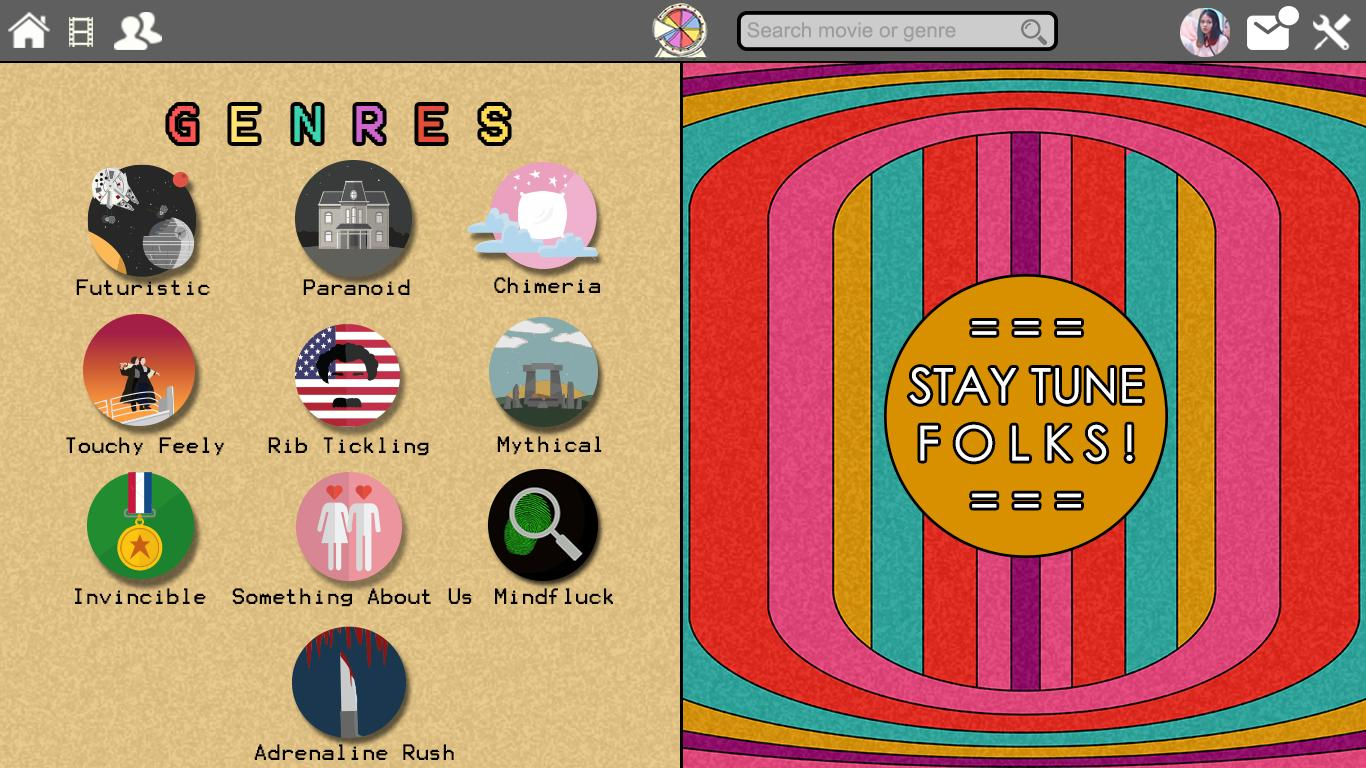 Search movie or genre
GENRES
Futuristic
Paranoid
Chimeria
Touchy Feely
Rib Tickling
Mythical
Invincible
Something About Us
Mindfluck
Adrenaline Rush
===
STAY TUNE
FOLKS!
===